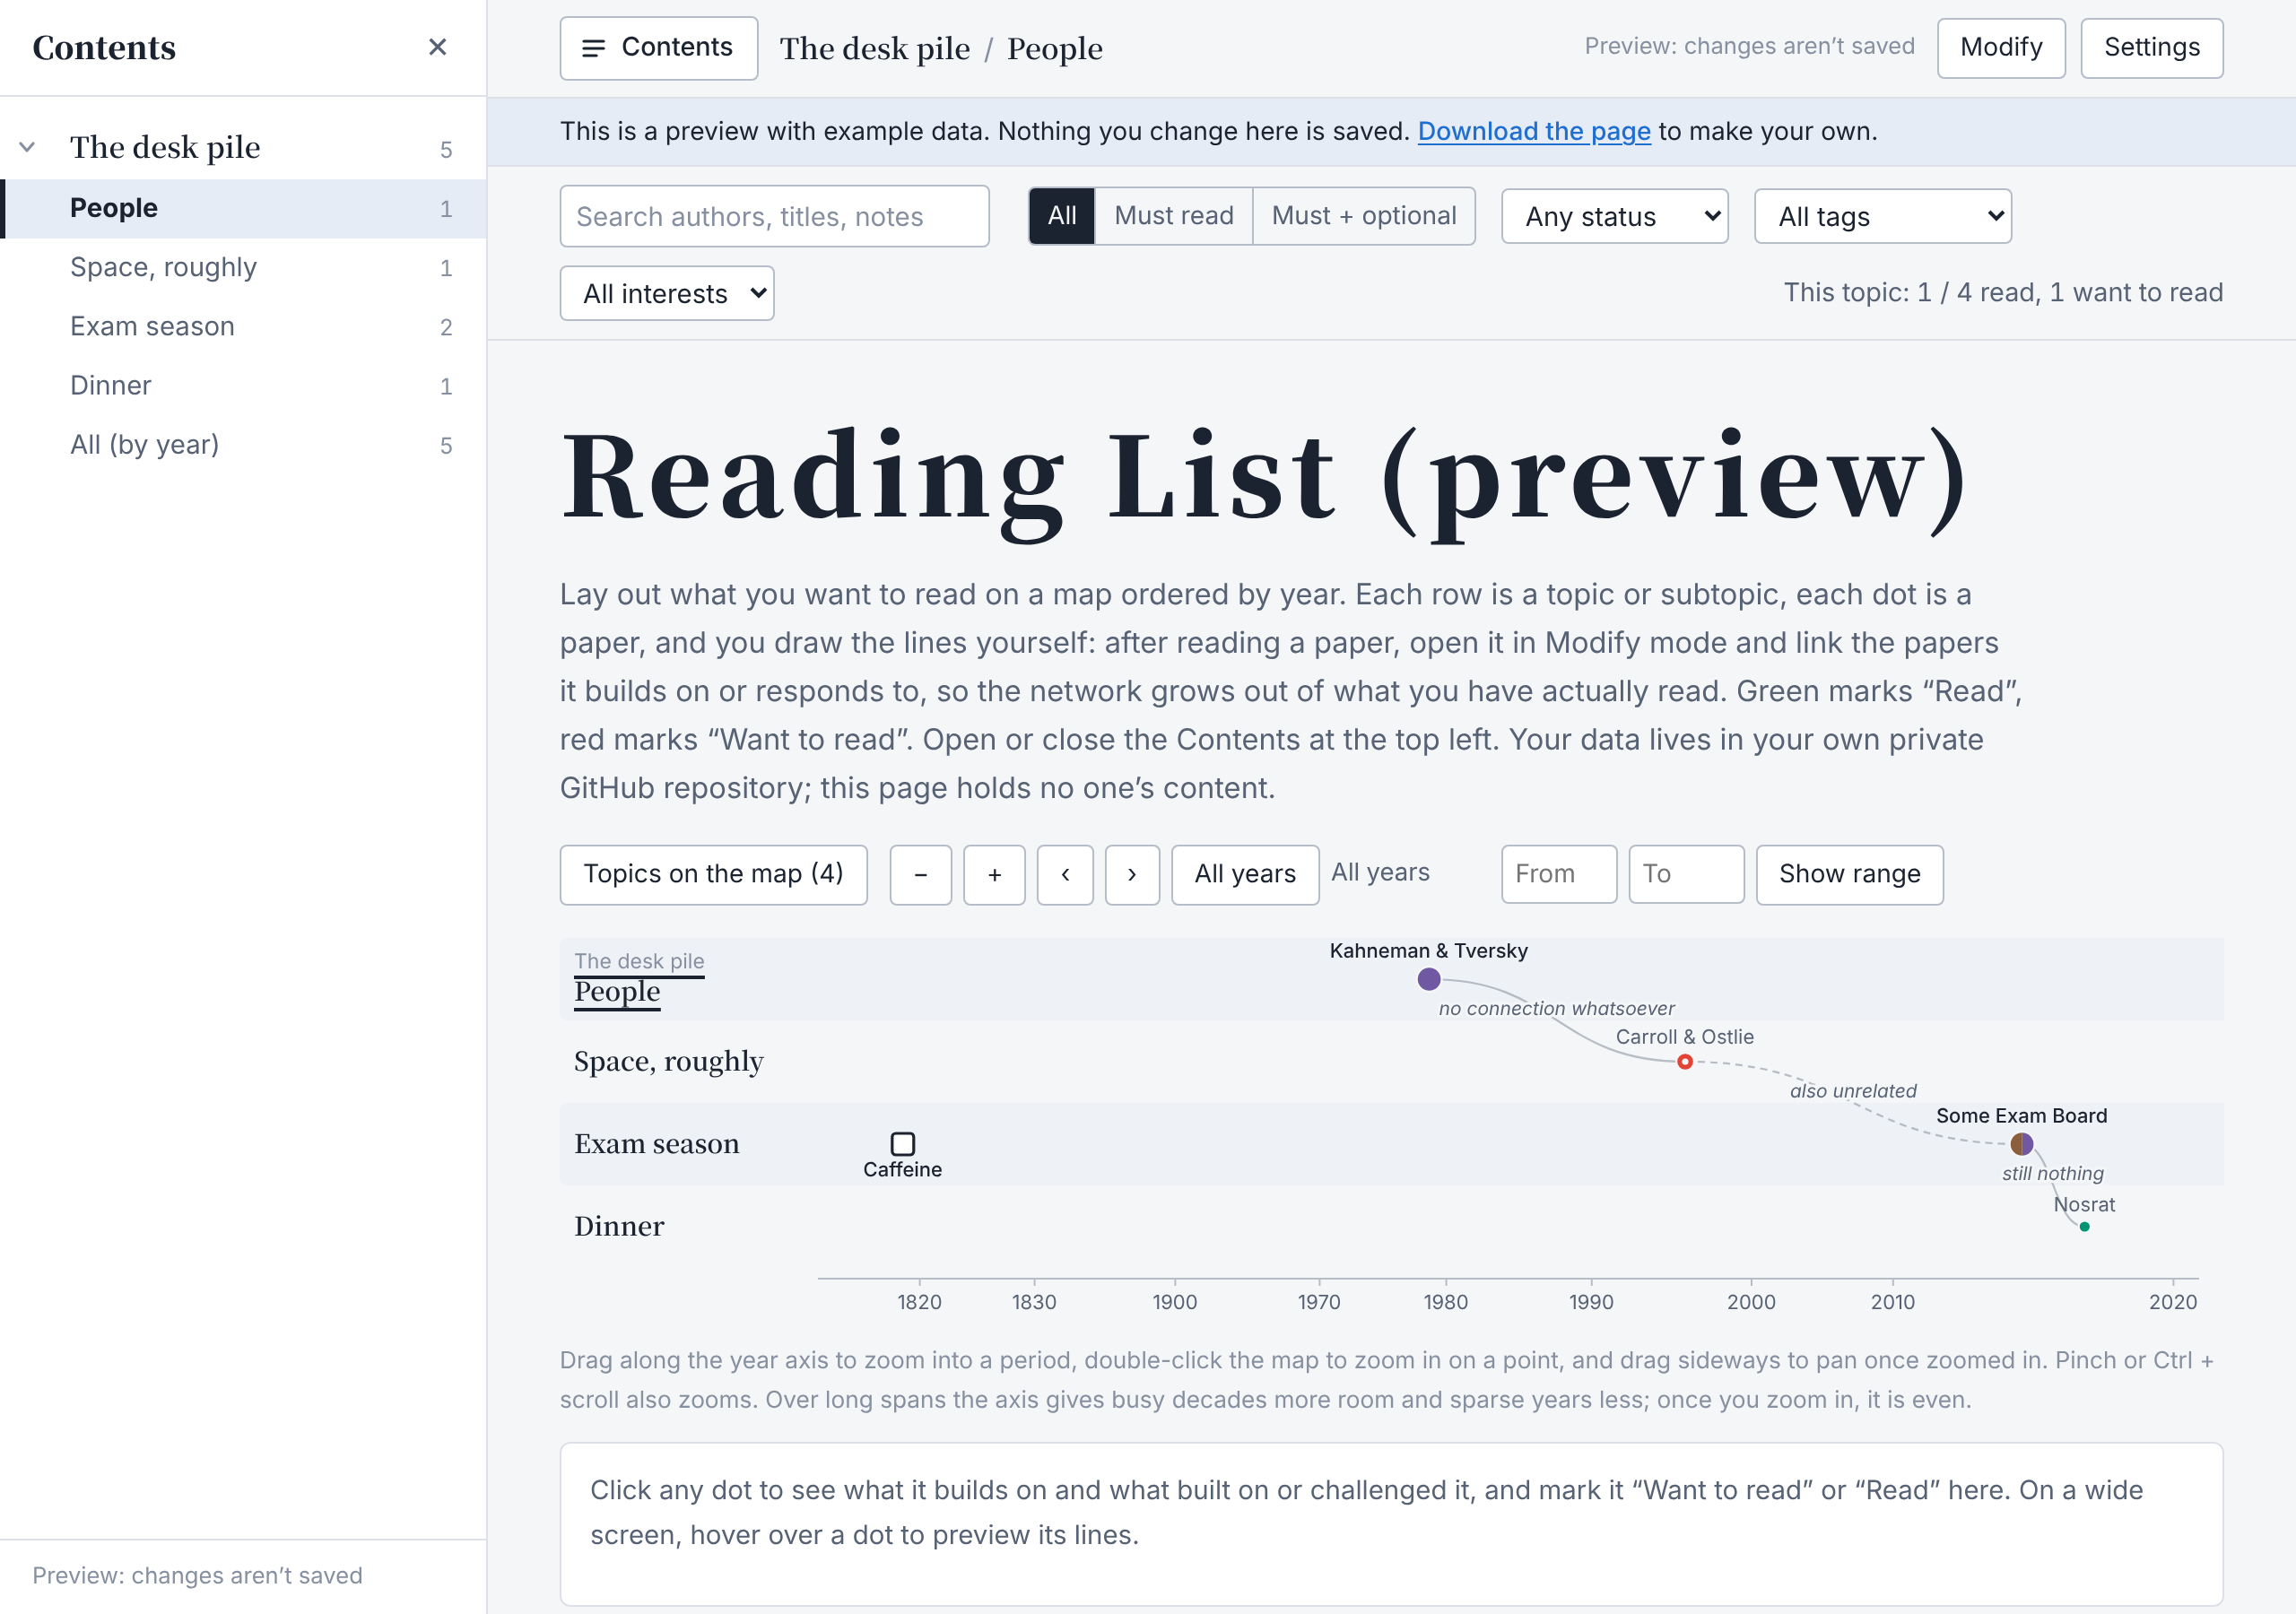 Contents ×
The desk pile 5
People 1
Space, roughly 1
Exam season 2
Dinner 1
All (by year) 5
Preview: changes aren’t saved
Contents The desk pile / People Preview: changes aren’t saved Modify Settings
This is a preview with example data. Nothing you change here is saved. Download the page to make your own.
Search authors, titles, notes All Must read Must + optional Any status All tags
All interests This topic: 1 / 4 read, 1 want to read
Reading List (preview)
Lay out what you want to read on a map ordered by year. Each row is a topic or subtopic, each dot is a
paper, and you draw the lines yourself: after reading a paper, open it in Modify mode and link the papers
it builds on or responds to, so the network grows out of what you have actually read. Green marks “Read”,
red marks “Want to read”. Open or close the Contents at the top left. Your data lives in your own private
GitHub repository; this page holds no one’s content.
Topics on the map (4) − + ‹ › All years All years From To Show range
Kahneman & Tversky
The desk pile
People
no connection whatsoever
Carroll & Ostlie
Space, roughly
also unrelated
Some Exam Board
Exam season
Caffeine
still nothing
Nosrat
Dinner
1820 1830 1900 1970 1980 1990 2000 2010 2020
Drag along the year axis to zoom into a period, double-click the map to zoom in on a point, and drag sideways to pan once zoomed in. Pinch or Ctrl +
scroll also zooms. Over long spans the axis gives busy decades more room and sparse years less; once you zoom in, it is even.
Click any dot to see what it builds on and what built on or challenged it, and mark it “Want to read” or “Read” here. On a wide
screen, hover over a dot to preview its lines.